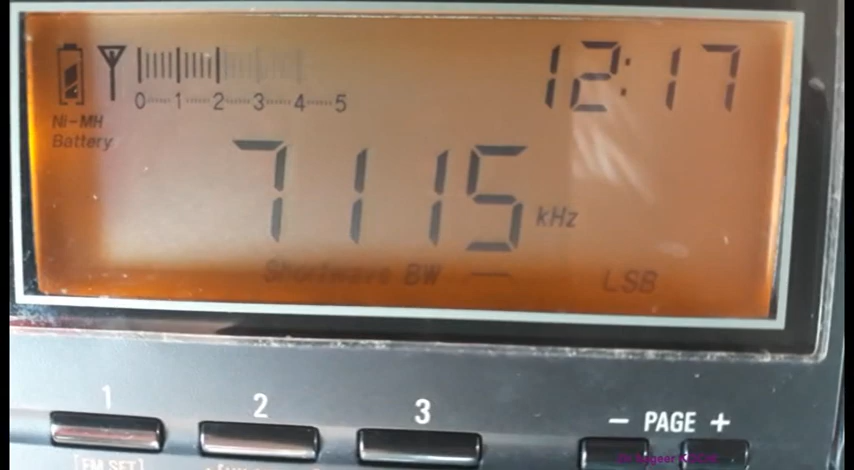 12:17
0 1 2 3 4 5
Ni-MH
Battery
7115 kHz
Shortwave BW LSB
1 2 3
- PAGE +